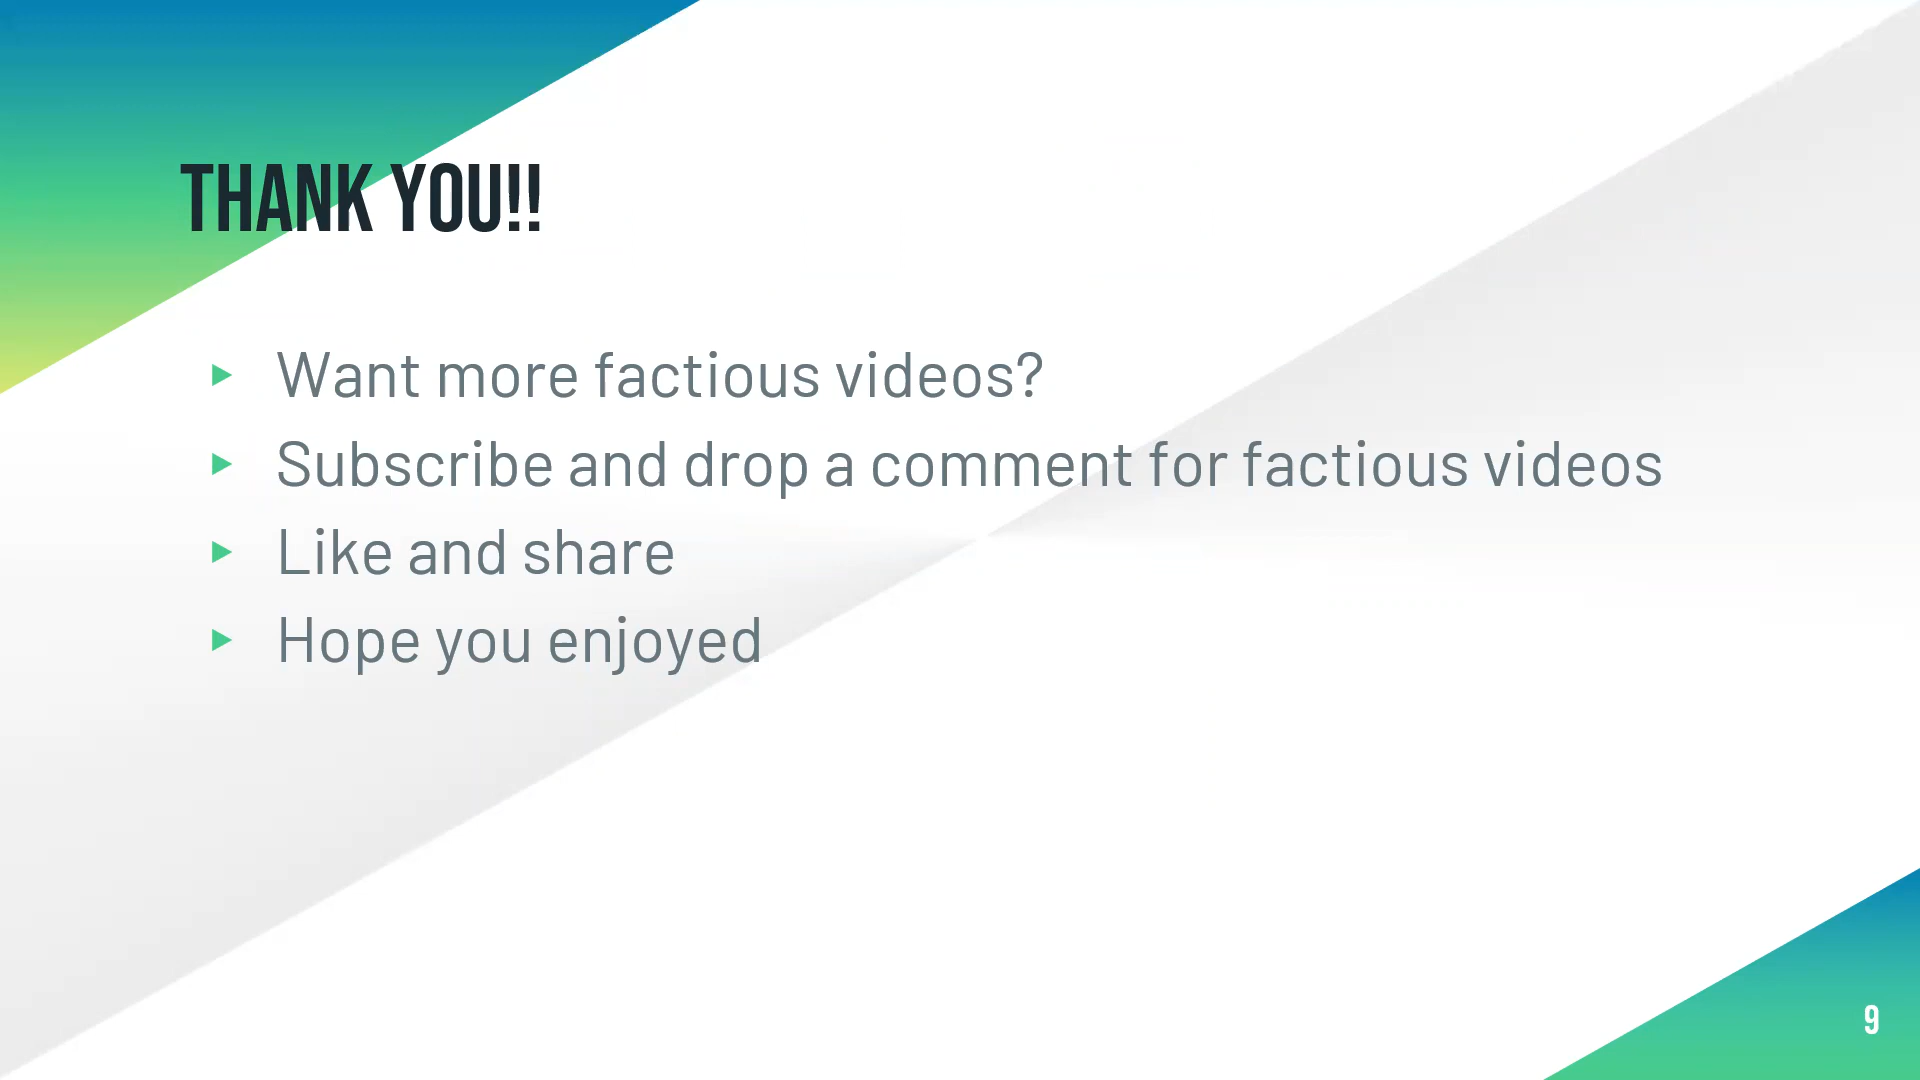 THANK YOU!!
Want more factious videos?
Subscribe and drop a comment for factious videos
Like and share
Hope you enjoyed
9